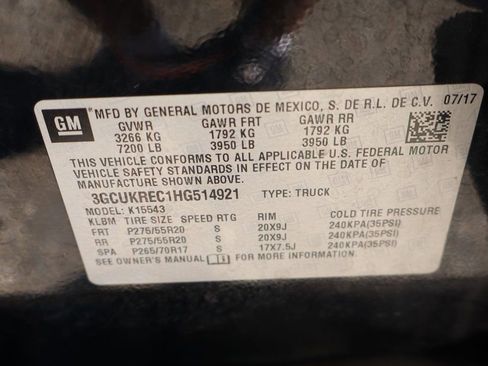 GM MFD BY GENERAL MOTORS DE MEXICO, S. DE R.L. DE C.V. 07/17
GVWR GAWR FRT GAWR RR
3266 KG 1792 KG 1792 KG
7200 LB 3950 LB 3950 LB
THIS VEHICLE CONFORMS TO ALL APPLICABLE U.S. FEDERAL MOTOR
VEHICLE SAFETY STANDARDS IN EFFECT ON THE DATE OF
MANUFACTURE SHOWN ABOVE.
3GCUKREC1HG514921 TYPE: TRUCK
MODEL: K15543
KLBM TIRE SIZE SPEED RTG RIM COLD TIRE PRESSURE
FRT P275/55R20 S 20X9J 240KPA(35PSI)
RR P275/55R20 S 20X9J 240KPA(35PSI)
SPA P265/70R17 S 17X7.5J 240KPA(35PSI)
SEE OWNER'S MANUAL FOR MORE INFORMATION.